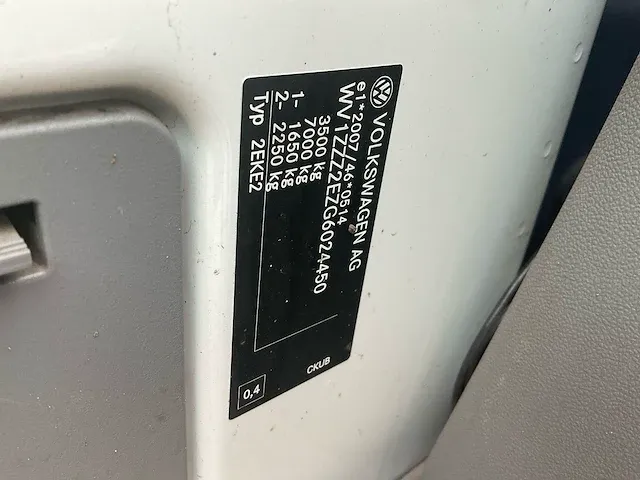 VOLKSWAGEN AG
e1*2007/46*0514
WV1ZZZ2EZG6024450
3500 kg
7000 kg
1- 1650 kg
2- 2250 kg
Typ 2EKE2
CKUB
0,4